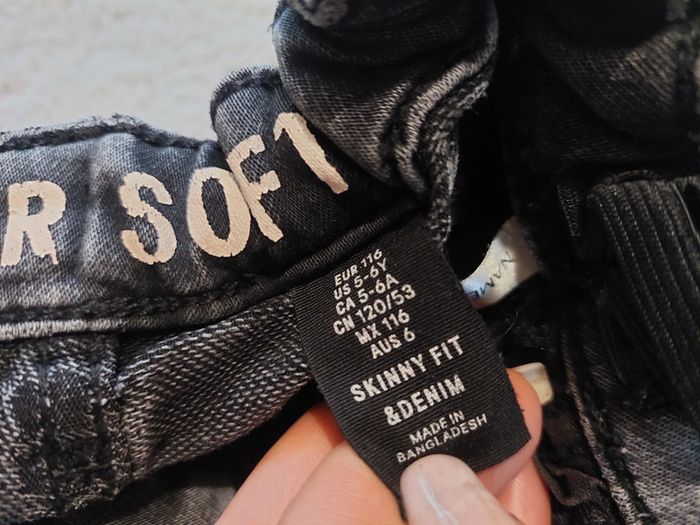 R SOFT
EUR 116
US 5-6Y
CA 5-6A
CN 120/53
MX 116
AUS 6
SKINNY FIT
&DENIM
MADE IN
BANGLADESH
NAME